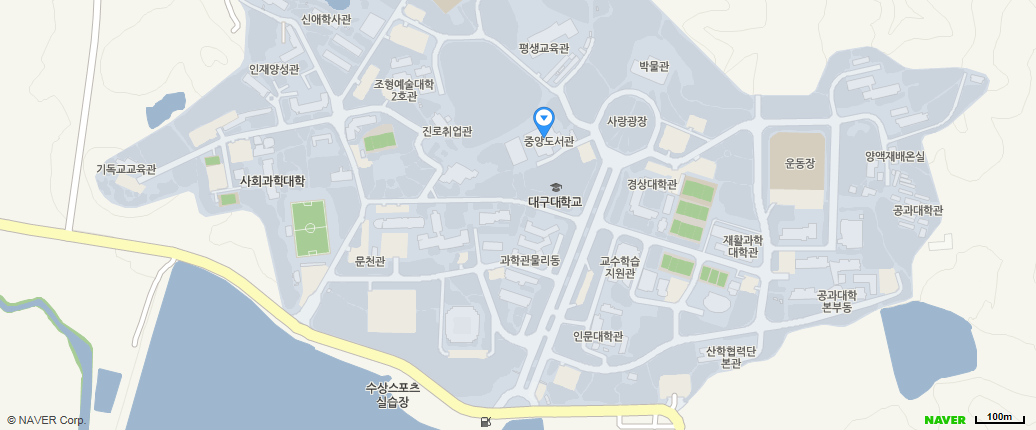 신애학사관
평생교육관
인재양성관
박물관
조형예술대학
2호관
사랑광장
진로취업관
중앙도서관
양액재배온실
운동장
기독교교육관
사회과학대학
경상대학관
대구대학교
공과대학관
재활과학
대학관
문천관
과학관물리동
교수학습
지원관
공과대학
본부동
인문대학관
산학협력단
본관
수상스포츠
실습장
© NAVER Corp.
NAVER
100m